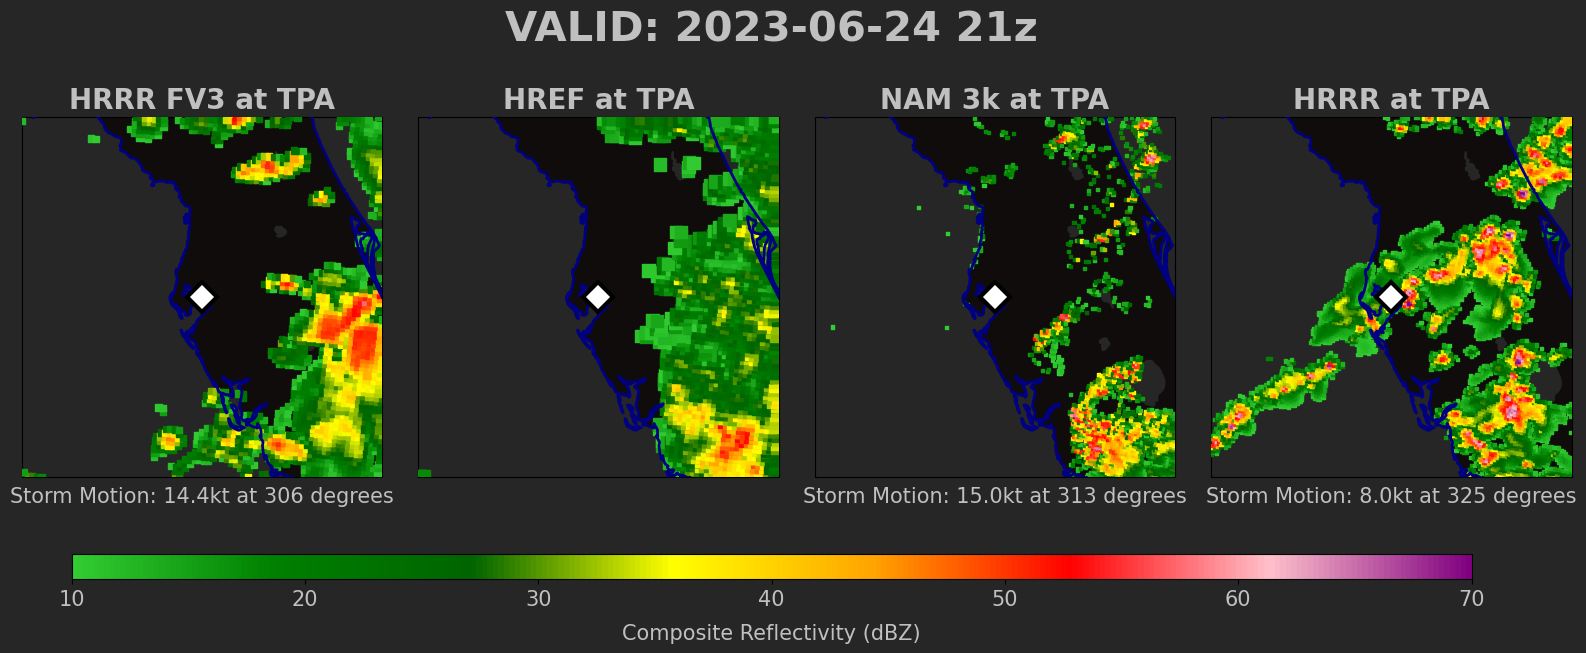 VALID: 2023-06-24 21z
HRRR FV3 at TPA
HREF at TPA
NAM 3k at TPA
HRRR at TPA
Storm Motion: 14.4kt at 306 degrees
Storm Motion: 15.0kt at 313 degrees
Storm Motion: 8.0kt at 325 degrees
10 20 30 40 50 60 70
Composite Reflectivity (dBZ)